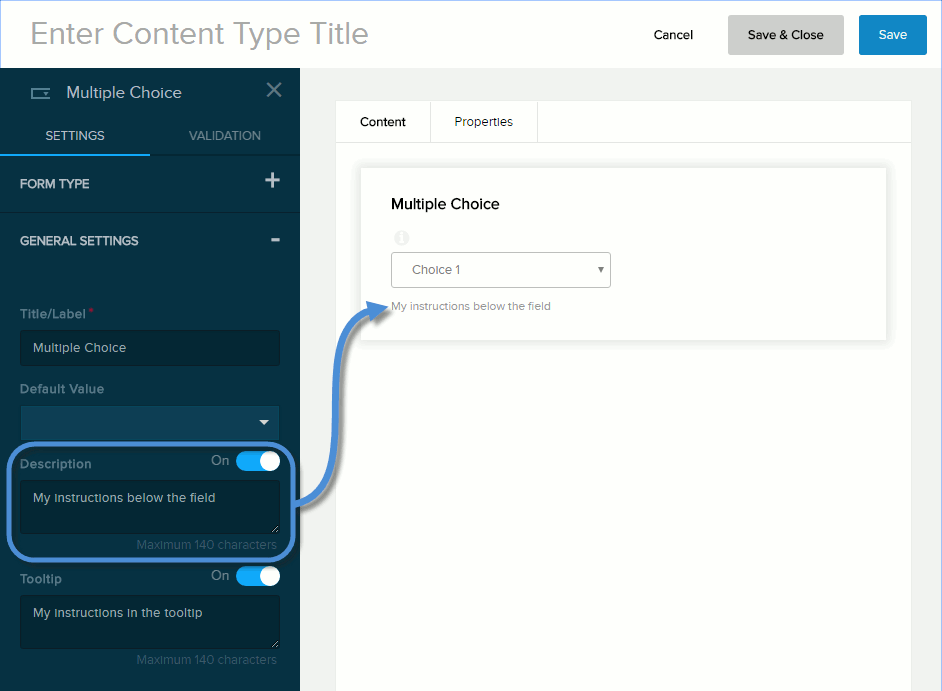 Enter Content Type Title
Cancel
Save & Close
Save
Multiple Choice
SETTINGS
VALIDATION
FORM TYPE
GENERAL SETTINGS
Title/Label*
Multiple Choice
Default Value
Description
On
My instructions below the field
Maximum 140 characters
Tooltip
On
My instructions in the tooltip
Maximum 140 characters
Content
Properties
Multiple Choice
Choice 1
My instructions below the field